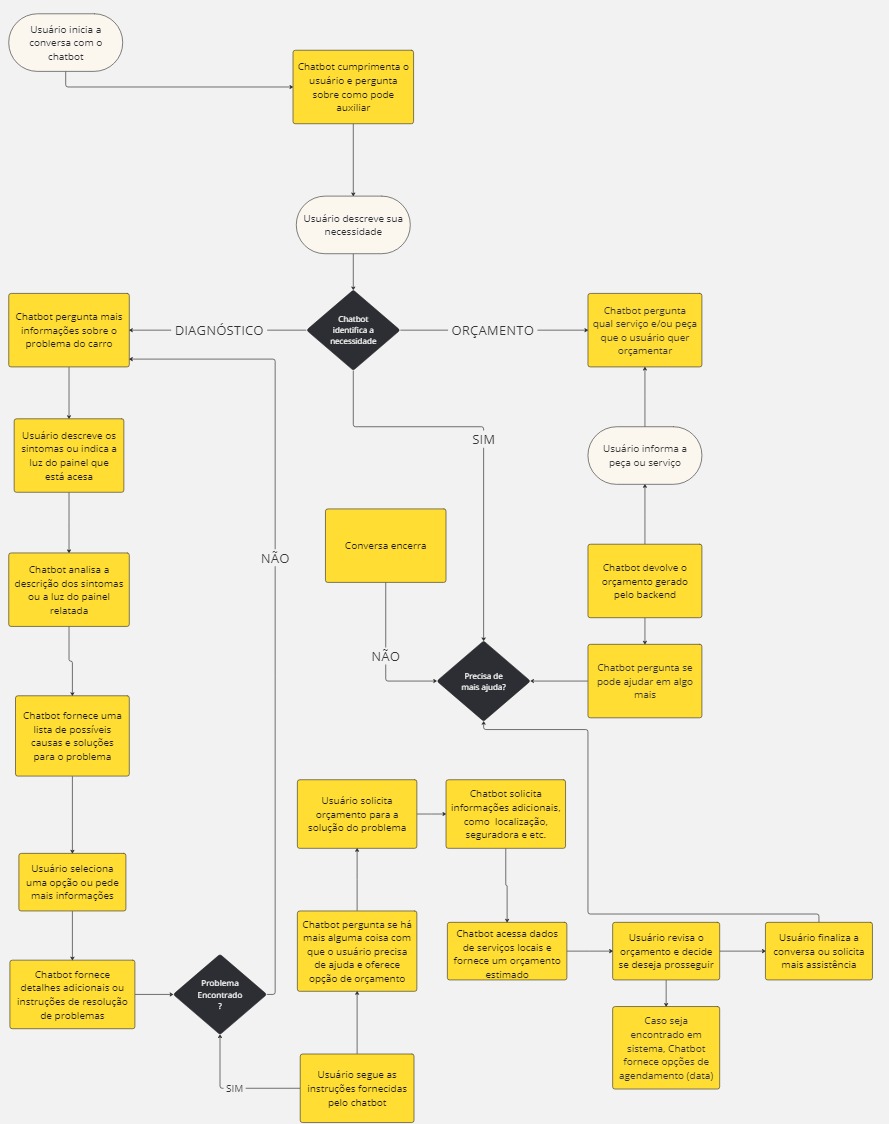 Usuário inicia a
conversa com o
chatbot
Chatbot cumprimenta o
usuário e pergunta
sobre como pode
auxiliar
Usuário descreve sua
necessidade
Chatbot
identifica a
necessidade
DIAGNÓSTICO
ORÇAMENTO
SIM
Chatbot pergunta mais
informações sobre o
problema do carro
Usuário descreve os
sintomas ou indica a
luz do painel que
está acesa
Chatbot analisa a
descrição dos sintomas
ou a luz do painel
relatada
Chatbot fornece uma
lista de possíveis
causas e soluções
para o problema
Usuário seleciona
uma opção ou pede
mais informações
Chatbot fornece
detalhes adicionais ou
instruções de resolução
de problemas
Problema
Encontrado
?
NÃO
SIM
Usuário segue as
instruções fornecidas
pelo chatbot
Chatbot pergunta se há
mais alguma coisa com
que o usuário precisa
de ajuda e oferece
opção de orçamento
Usuário solicita
orçamento para a
solução do problema
Chatbot solicita
informações adicionais,
como localização,
seguradora e etc.
Chatbot acessa dados
de serviços locais e
fornece um orçamento
estimado
Usuário revisa o
orçamento e decide
se deseja prosseguir
Caso seja
encontrado em
sistema, Chatbot
fornece opções de
agendamento (data)
Usuário finaliza a
conversa ou solicita
mais assistência
Chatbot pergunta
qual serviço e/ou peça
que o usuário quer
orçamentar
Usuário informa a
peça ou serviço
Chatbot devolve o
orçamento gerado
pelo backend
Chatbot pergunta se
pode ajudar em algo
mais
Precisa de
mais ajuda?
NÃO
Conversa encerra